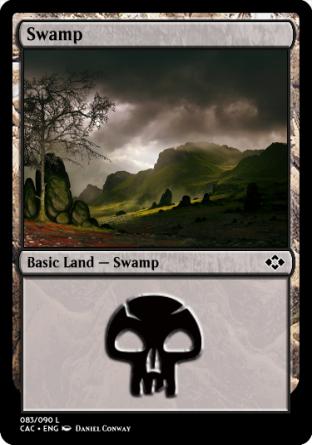 Swamp
Basic Land — Swamp
083/090 L
CAC • ENG Daniel Conway